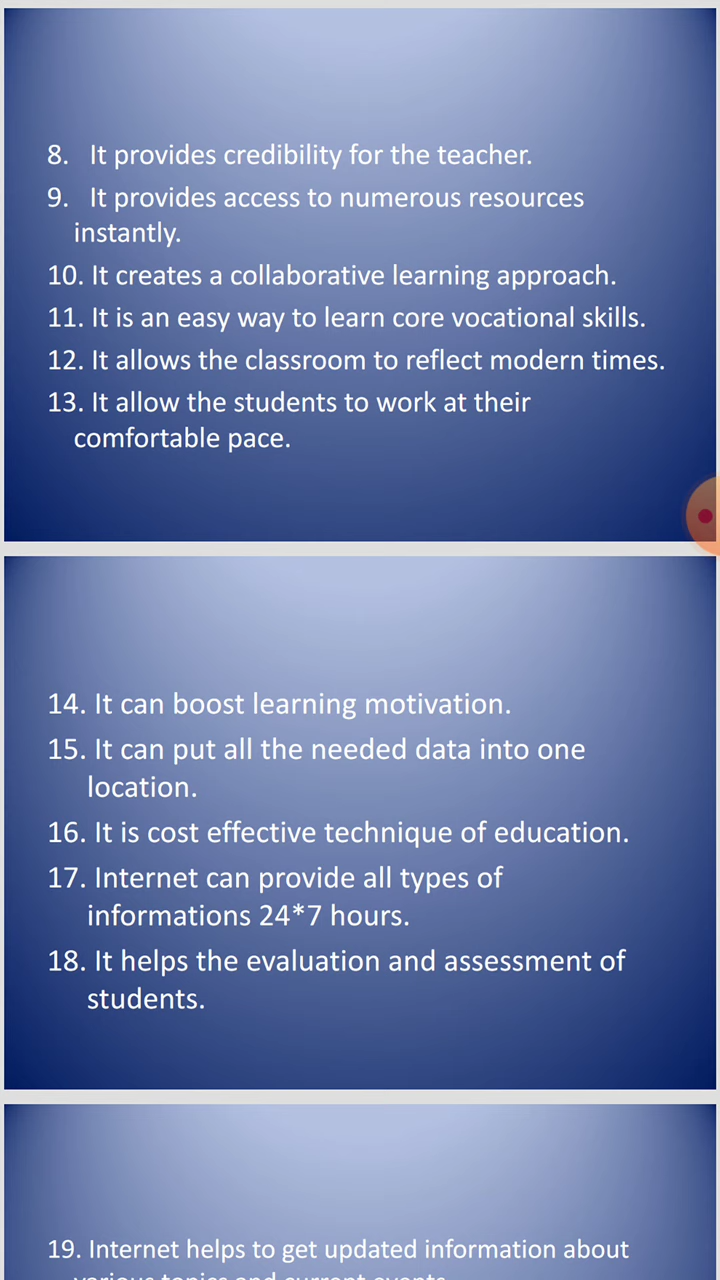 8. It provides credibility for the teacher.
9. It provides access to numerous resources
instantly.
10. It creates a collaborative learning approach.
11. It is an easy way to learn core vocational skills.
12. It allows the classroom to reflect modern times.
13. It allow the students to work at their
comfortable pace.
14. It can boost learning motivation.
15. It can put all the needed data into one
location.
16. It is cost effective technique of education.
17. Internet can provide all types of
informations 24*7 hours.
18. It helps the evaluation and assessment of
students.
19. Internet helps to get updated information about
various topics and current events.